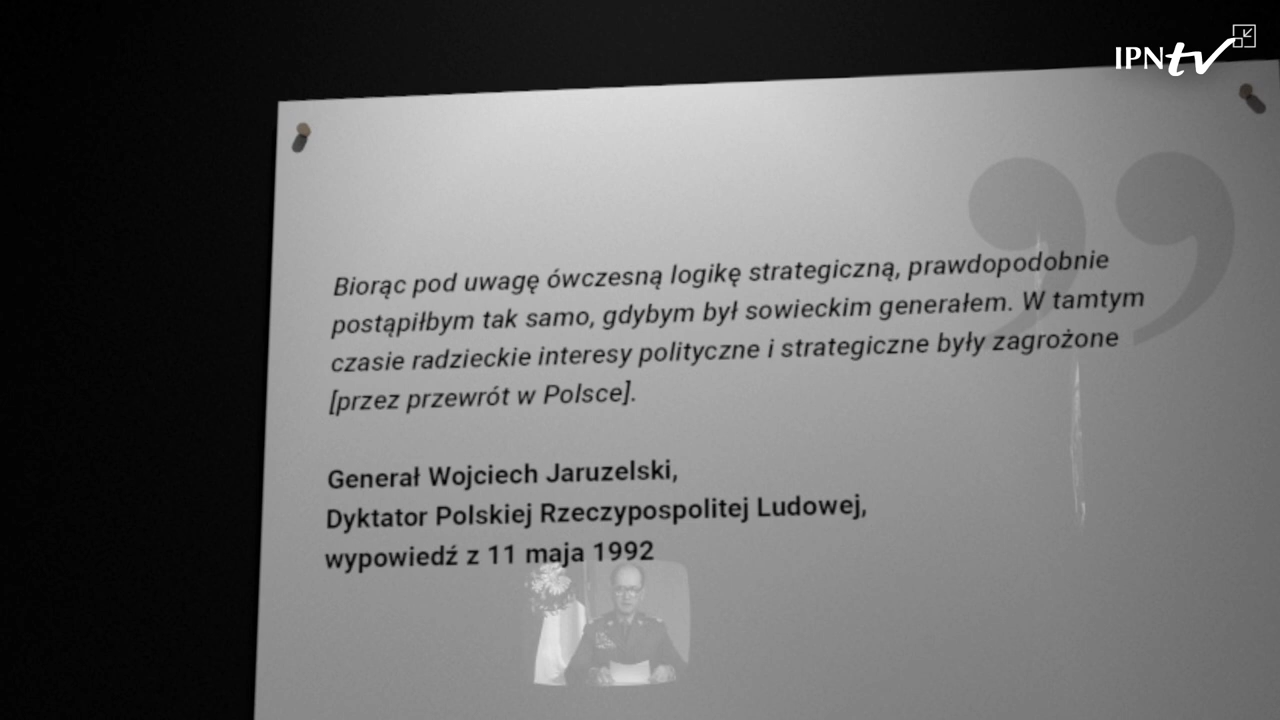 IPNtv
Biorąc pod uwagę ówczesną logikę strategiczną, prawdopodobnie
postąpiłbym tak samo, gdybym był sowieckim generałem. W tamtym
czasie radzieckie interesy polityczne i strategiczne były zagrożone
[przez przewrót w Polsce].
Generał Wojciech Jaruzelski,
Dyktator Polskiej Rzeczypospolitej Ludowej,
wypowiedź z 11 maja 1992